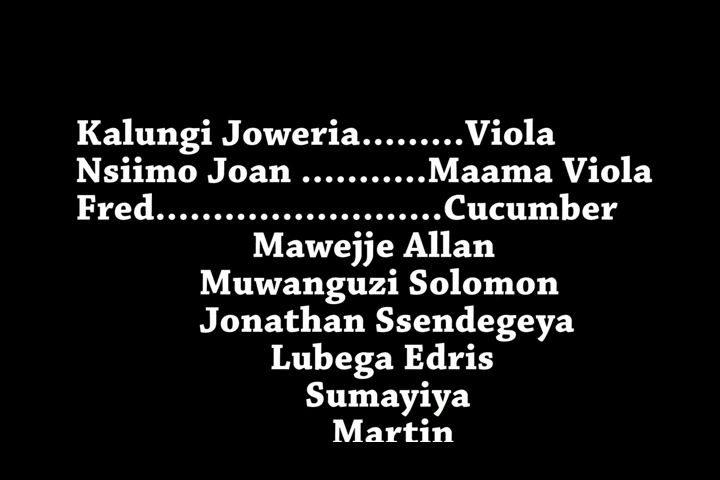 Kalungi Joweria.........Viola
Nsiimo Joan ...........Maama Viola
Fred.........................Cucumber
Mawejje Allan
Muwanguzi Solomon
Jonathan Ssendegeya
Lubega Edris
Sumayiya
Martin